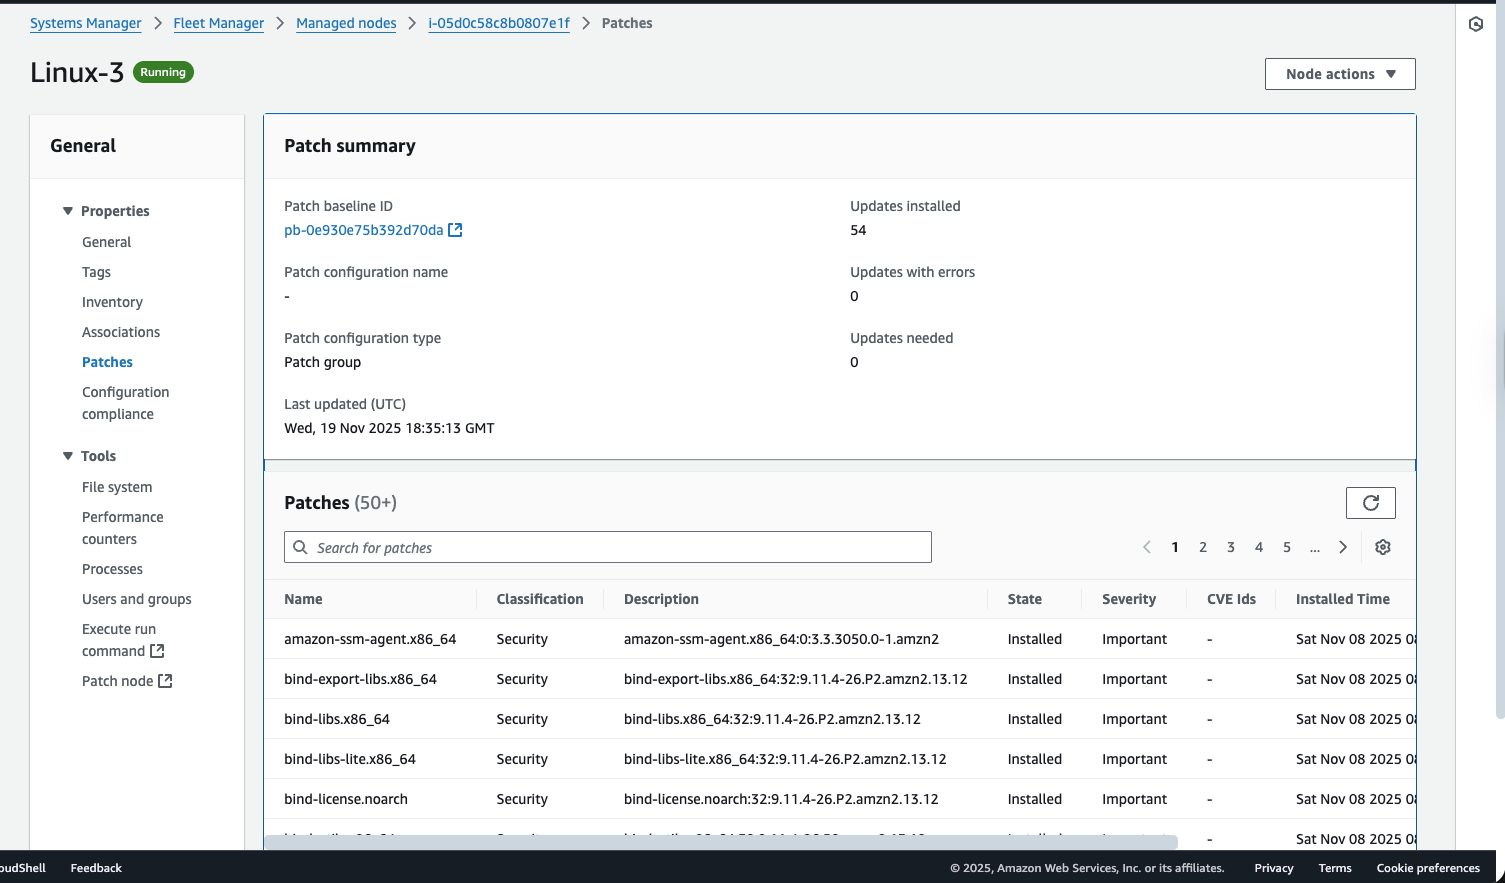 Systems Manager > Fleet Manager > Managed nodes > i-05d0c58c8b0807e1f > Patches
Linux-3 Running
Node actions
General
Properties
General
Tags
Inventory
Associations
Patches
Configuration
compliance
Tools
File system
Performance
counters
Processes
Users and groups
Execute run
command
Patch node
Patch summary
Patch baseline ID
pb-0e930e75b392d70da
Patch configuration name
-
Patch configuration type
Patch group
Last updated (UTC)
Wed, 19 Nov 2025 18:35:13 GMT
Updates installed
54
Updates with errors
0
Updates needed
0
Patches (50+)
Search for patches
1 2 3 4 5 ...
Name Classification Description State Severity CVE Ids Installed Time
amazon-ssm-agent.x86_64 Security amazon-ssm-agent.x86_64:0:3.3.3050.0-1.amzn2 Installed Important - Sat Nov 08 2025
bind-export-libs.x86_64 Security bind-export-libs.x86_64:32:9.11.4-26.P2.amzn2.13.12 Installed Important - Sat Nov 08 2025
bind-libs.x86_64 Security bind-libs.x86_64:32:9.11.4-26.P2.amzn2.13.12 Installed Important - Sat Nov 08 2025
bind-libs-lite.x86_64 Security bind-libs-lite.x86_64:32:9.11.4-26.P2.amzn2.13.12 Installed Important - Sat Nov 08 2025
bind-license.noarch Security bind-license.noarch:32:9.11.4-26.P2.amzn2.13.12 Installed Important - Sat Nov 08 2025
- Sat Nov 08 2025
oudShell Feedback © 2025, Amazon Web Services, Inc. or its affiliates. Privacy Terms Cookie preferences